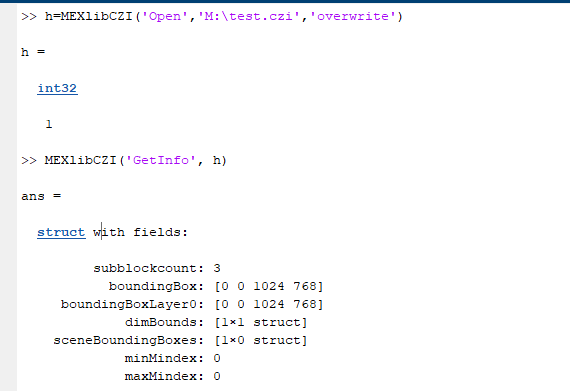 >> h=MEXlibCZI('Open','M:\test.czi','overwrite')
h =
int32
1
>> MEXlibCZI('GetInfo', h)
ans =
struct with fields:
subblockcount: 3
boundingBox: [0 0 1024 768]
boundingBoxLayer0: [0 0 1024 768]
dimBounds: [1×1 struct]
sceneBoundingBoxes: [1×0 struct]
minMindex: 0
maxMindex: 0